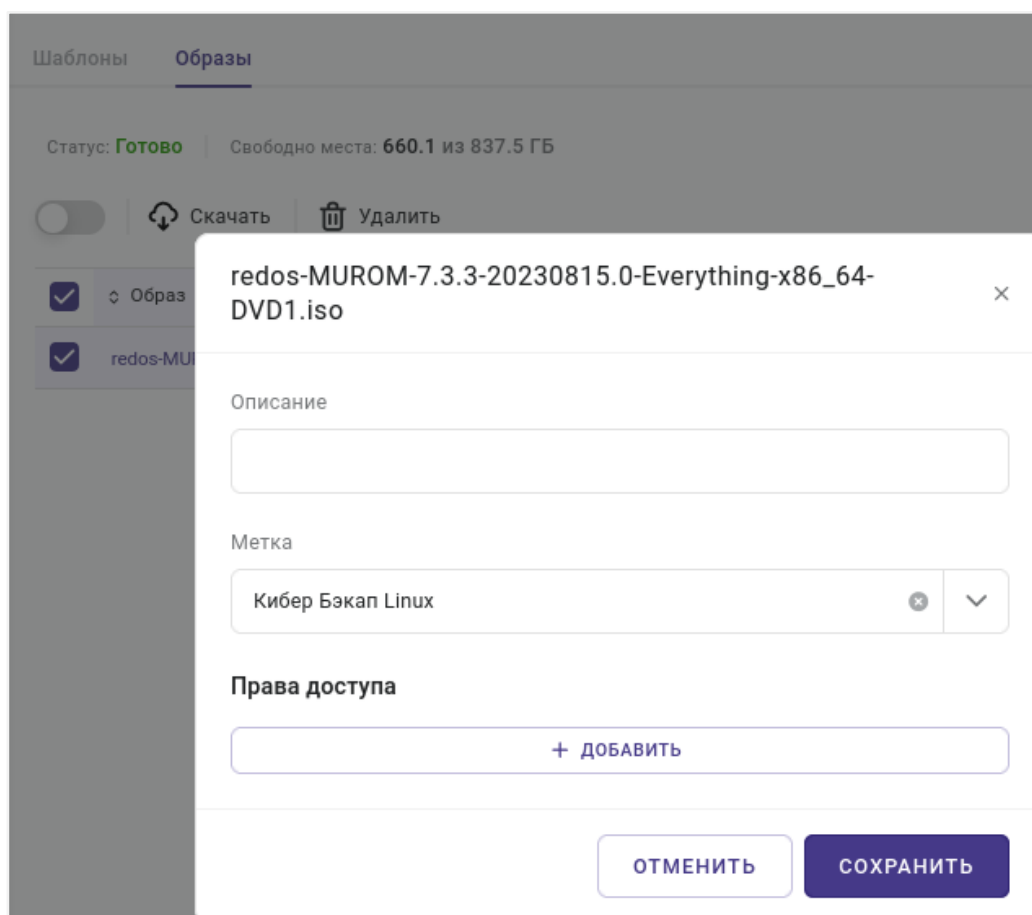 Шаблоны Образы
Статус: Готово Свободно места: 660.1 из 837.5 ГБ
Скачать Удалить
Образ
redos-MUROM-7.3.3-20230815.0-Everything-x86_64-
DVD1.iso
redos-MU
Описание
Метка
Кибер Бэкап Linux
Права доступа
+ ДОБАВИТЬ
ОТМЕНИТЬ СОХРАНИТЬ